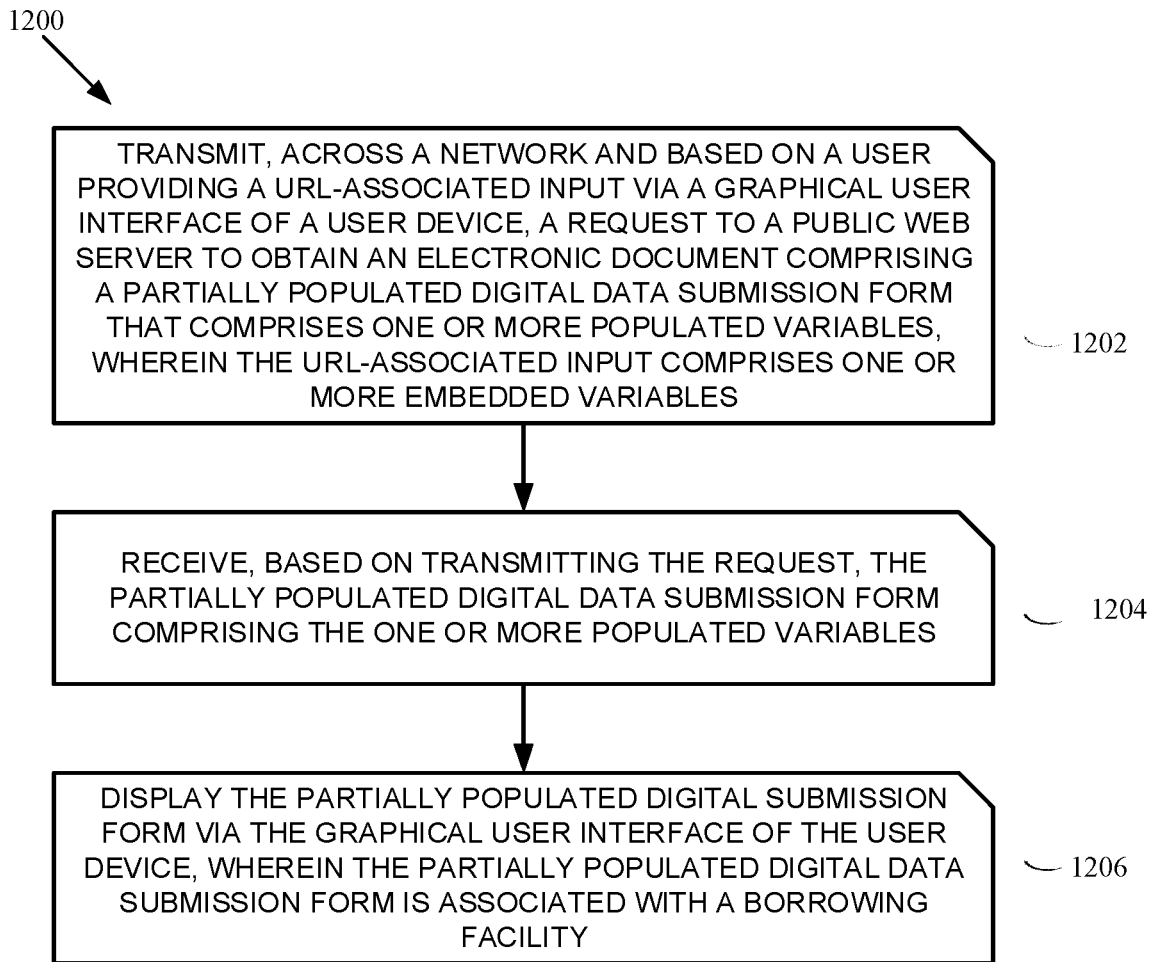 1200
TRANSMIT, ACROSS A NETWORK AND BASED ON A USER
PROVIDING A URL-ASSOCIATED INPUT VIA A GRAPHICAL USER
INTERFACE OF A USER DEVICE, A REQUEST TO A PUBLIC WEB
SERVER TO OBTAIN AN ELECTRONIC DOCUMENT COMPRISING
A PARTIALLY POPULATED DIGITAL DATA SUBMISSION FORM
THAT COMPRISES ONE OR MORE POPULATED VARIABLES,
WHEREIN THE URL-ASSOCIATED INPUT COMPRISES ONE OR
MORE EMBEDDED VARIABLES
1202
RECEIVE, BASED ON TRANSMITTING THE REQUEST, THE
PARTIALLY POPULATED DIGITAL DATA SUBMISSION FORM
COMPRISING THE ONE OR MORE POPULATED VARIABLES
1204
DISPLAY THE PARTIALLY POPULATED DIGITAL SUBMISSION
FORM VIA THE GRAPHICAL USER INTERFACE OF THE USER
DEVICE, WHEREIN THE PARTIALLY POPULATED DIGITAL DATA
SUBMISSION FORM IS ASSOCIATED WITH A BORROWING
FACILITY
1206